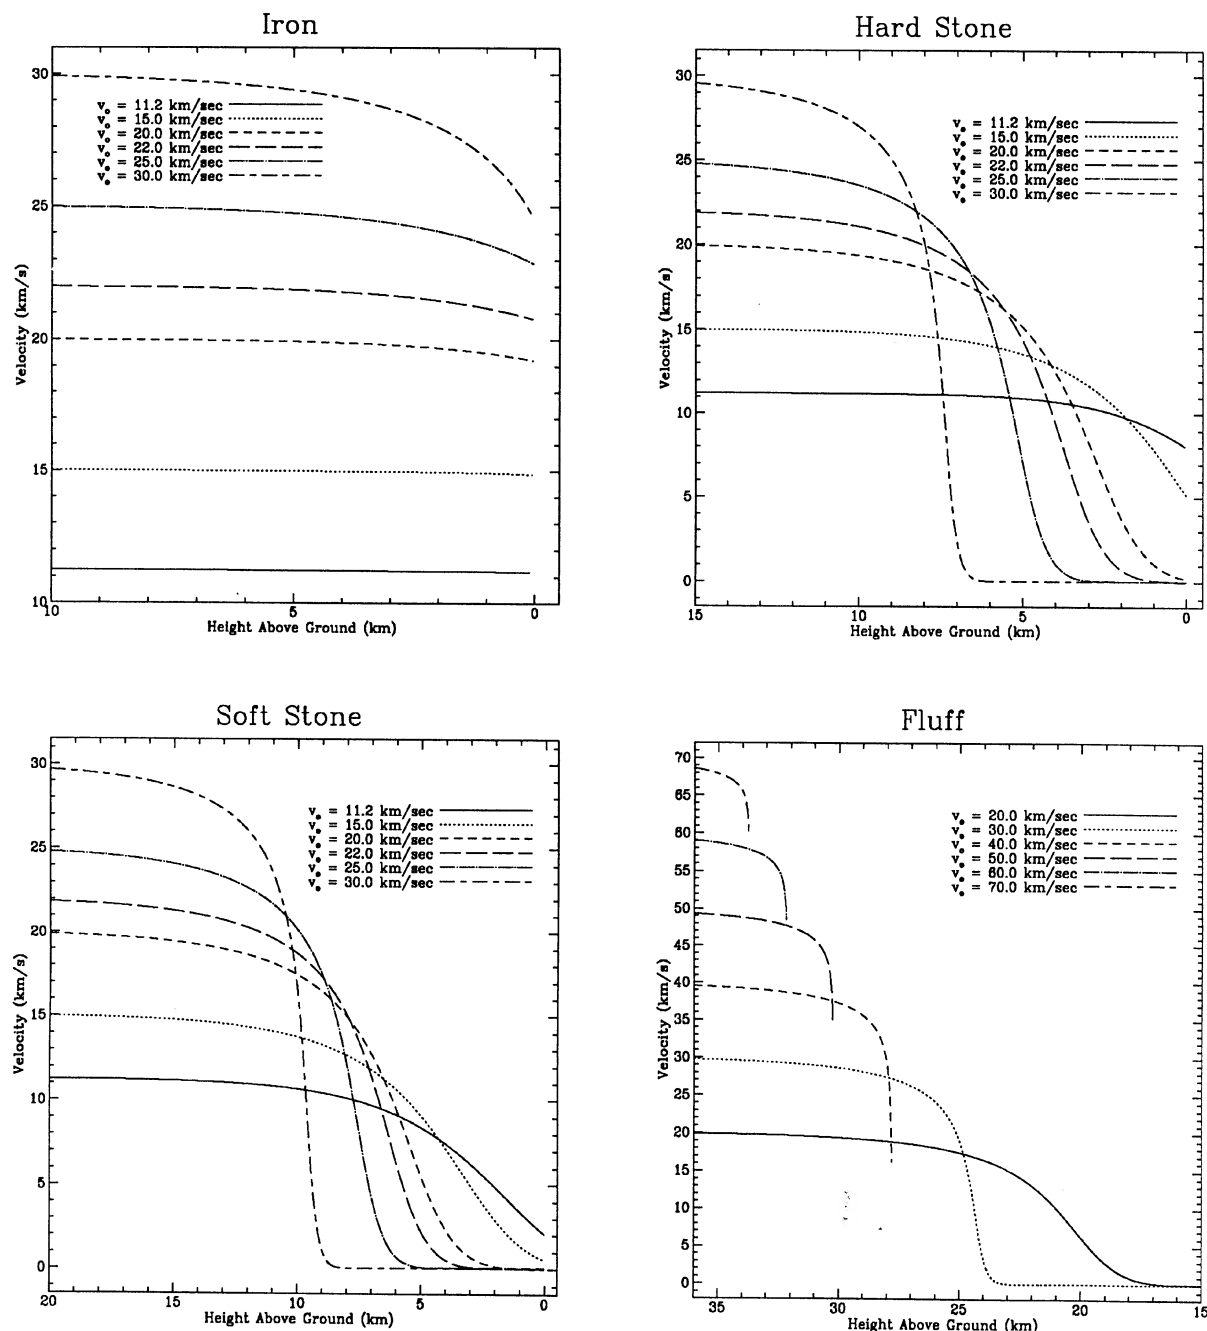 Iron
30
25
20
15
10
Velocity (km/s)
v₀ = 11.2 km/sec
v₀ = 15.0 km/sec
v₀ = 20.0 km/sec
v₀ = 22.0 km/sec
v₀ = 25.0 km/sec
v₀ = 30.0 km/sec
10 5 0
Height Above Ground (km)
Hard Stone
30
25
20
15
10
5
0
Velocity (km/s)
v₀ = 11.2 km/sec
v₀ = 15.0 km/sec
v₀ = 20.0 km/sec
v₀ = 22.0 km/sec
v₀ = 25.0 km/sec
v₀ = 30.0 km/sec
15 10 5 0
Height Above Ground (km)
Soft Stone
30
25
20
15
10
5
0
Velocity (km/s)
v₀ = 11.2 km/sec
v₀ = 15.0 km/sec
v₀ = 20.0 km/sec
v₀ = 22.0 km/sec
v₀ = 25.0 km/sec
v₀ = 30.0 km/sec
20 15 10 5 0
Height Above Ground (km)
Fluff
70
65
60
55
50
45
40
35
30
25
20
15
10
5
0
Velocity (km/s)
v₀ = 20.0 km/sec
v₀ = 30.0 km/sec
v₀ = 40.0 km/sec
v₀ = 50.0 km/sec
v₀ = 60.0 km/sec
v₀ = 70.0 km/sec
35 30 25 20 15
Height Above Ground (km)